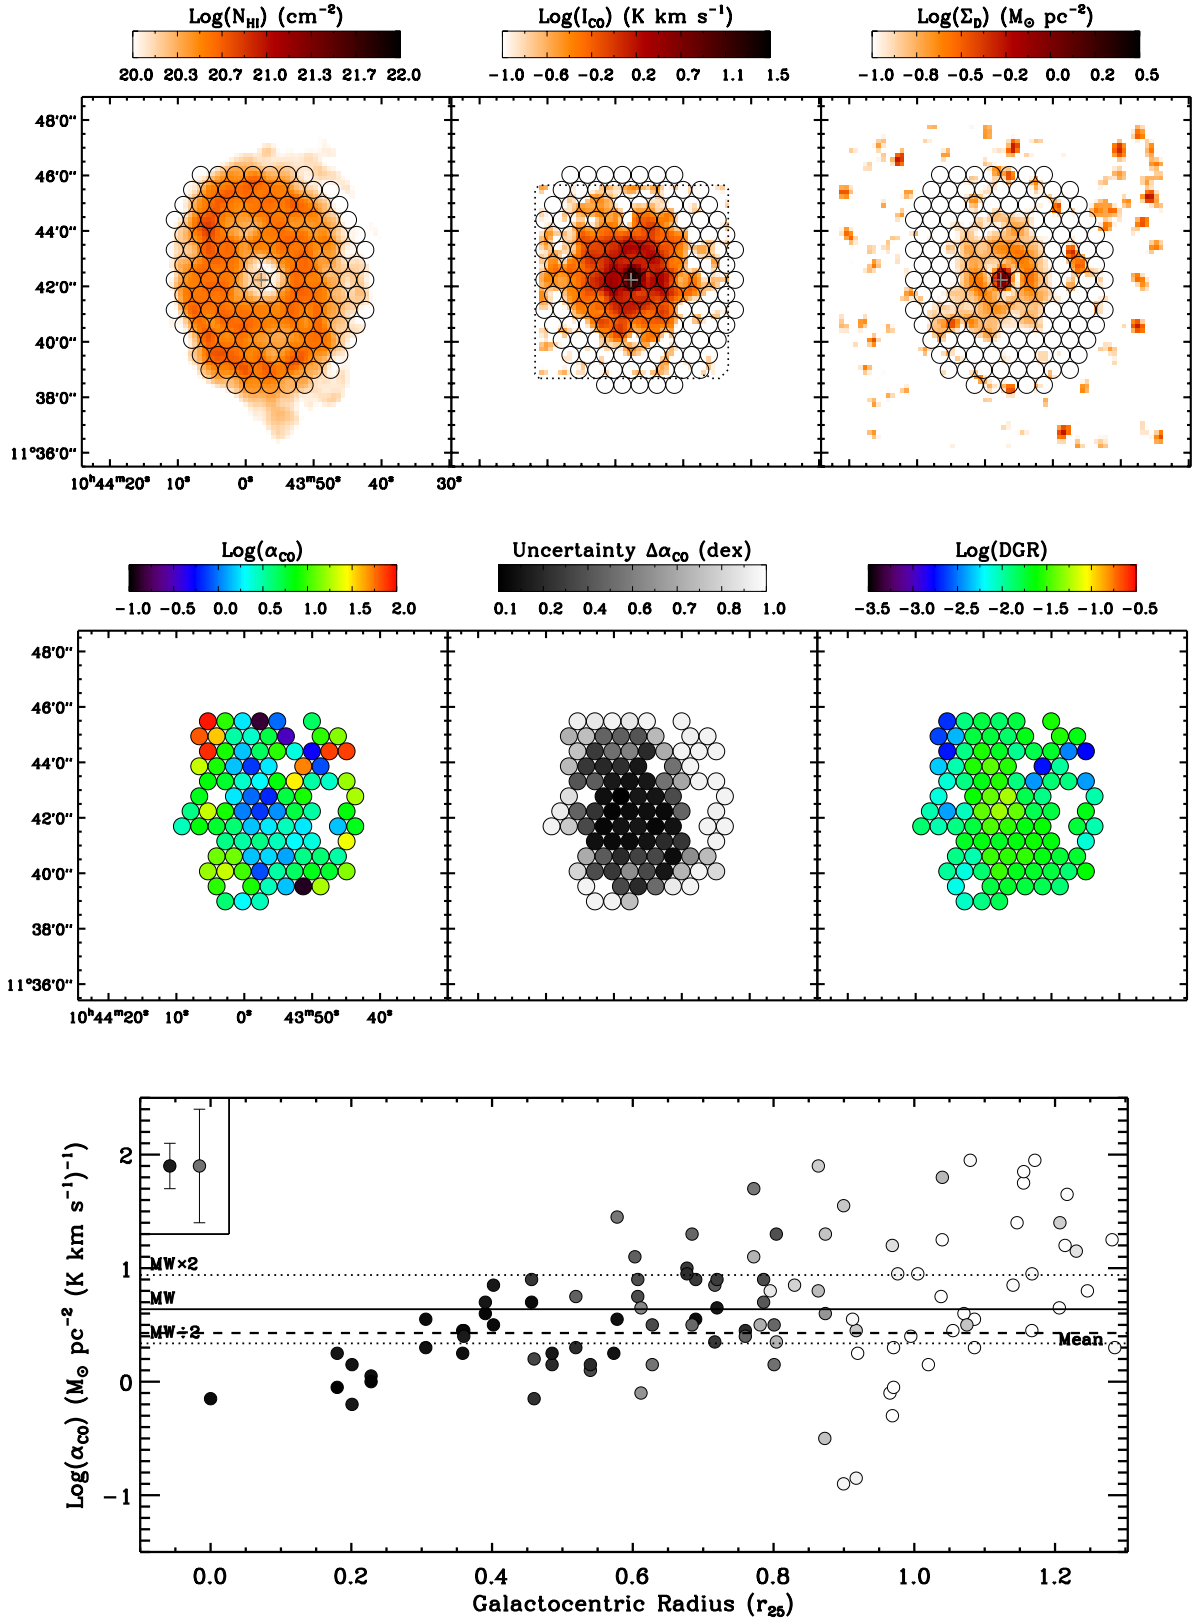 Log(N_HI) (cm⁻²) Log(I_CO) (K km s⁻¹) Log(Σ_D) (M⊙ pc⁻²)
20.0 20.3 20.7 21.0 21.3 21.7 22.0 -1.0 -0.6 -0.2 0.2 0.7 1.1 1.5 -1.0 -0.8 -0.5 -0.2 0.0 0.2 0.5
48'0"
46'0"
44'0"
42'0"
40'0"
38'0"
11°36'0"
10ʰ44ᵐ20ˢ 10ˢ 0ˢ 43ᵐ50ˢ 40ˢ 30ˢ
Log(α_CO) Uncertainty Δα_CO (dex) Log(DGR)
-1.0 -0.5 0.0 0.5 1.0 1.5 2.0 0.1 0.2 0.4 0.6 0.7 0.8 1.0 -3.5 -3.0 -2.5 -2.0 -1.5 -1.0 -0.5
48'0"
46'0"
44'0"
42'0"
40'0"
38'0"
11°36'0"
10ʰ44ᵐ20ˢ 10ˢ 0ˢ 43ᵐ50ˢ 40ˢ
Log(α_CO) (M⊙ pc⁻² (K km s⁻¹)⁻¹)
2
1
0
-1
MW×2
MW
MW÷2
Mean
0.0 0.2 0.4 0.6 0.8 1.0 1.2
Galactocentric Radius (r₂₅)